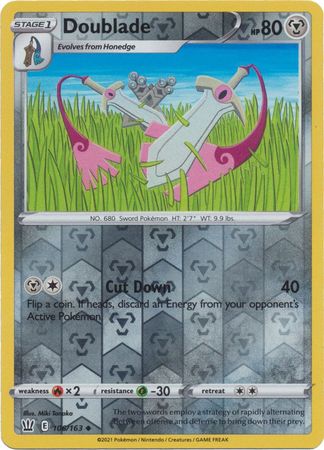 STAGE 1
Doublade
HP 80
Evolves from Honedge
NO. 680 Sword Pokémon HT: 2'7" WT: 9.9 lbs.
Cut Down 40
Flip a coin. If heads, discard an Energy from your opponent's
Active Pokémon.
weakness ×2 resistance -30 retreat
Illus. Miki Tanaka
E 106/163
The two swords employ a strategy of rapidly alternating
between offense and defense to bring down their prey.
©2021 Pokémon / Nintendo / Creatures / GAME FREAK